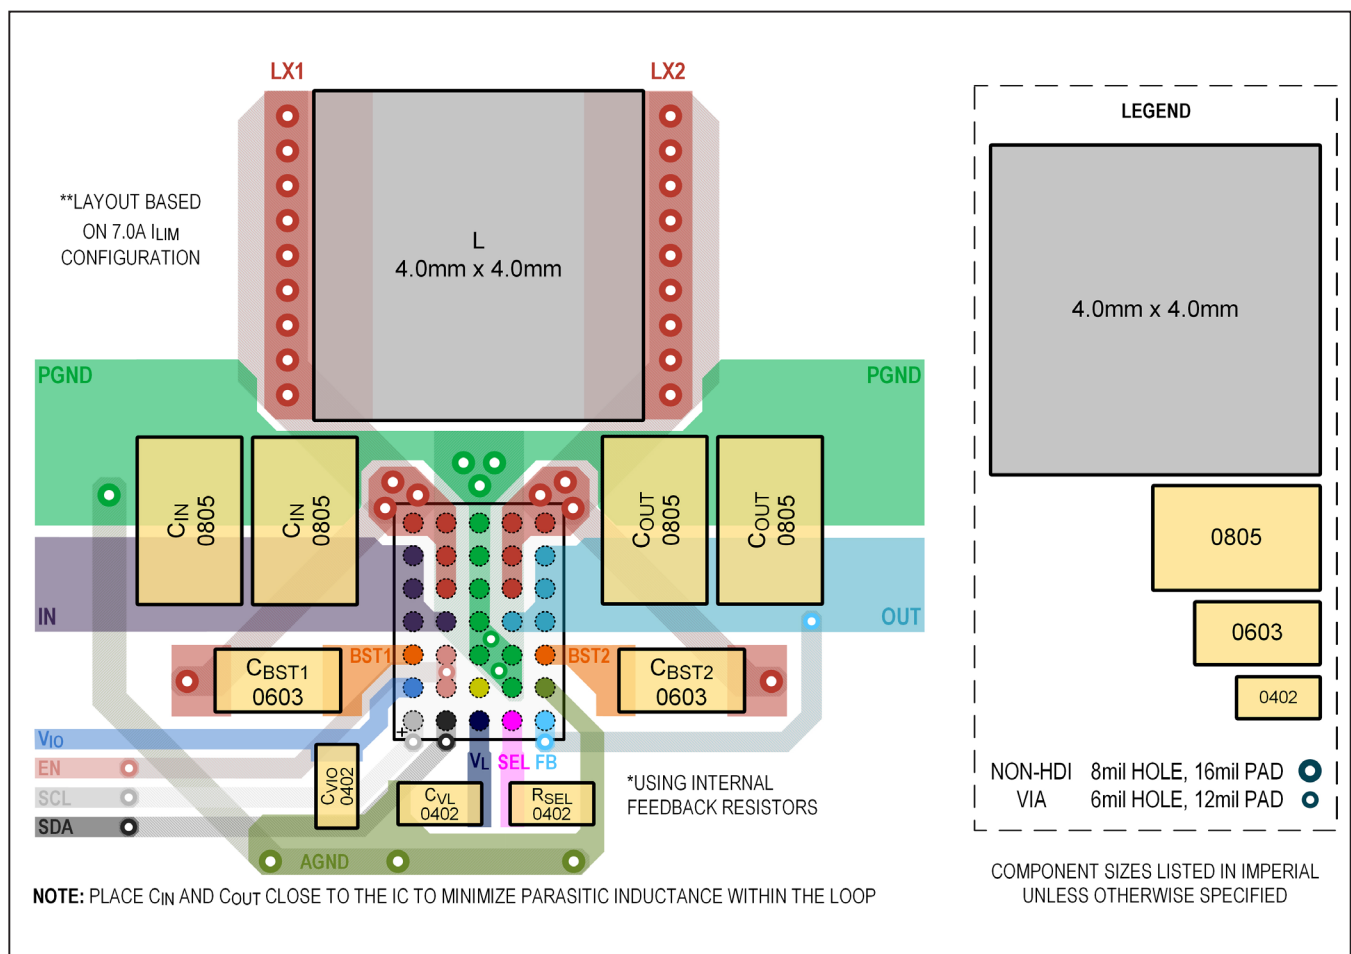 LX1
LX2
**LAYOUT BASED
ON 7.0A ILIM
CONFIGURATION
L
4.0mm x 4.0mm
PGND
PGND
CIN
0805
CIN
0805
COUT
0805
COUT
0805
IN
OUT
BST1
BST2
CBST1
0603
CBST2
0603
+
VIO
EN
SCL
SDA
CVIO
0402
VL
SEL
FB
CVL
0402
RSEL
0402
*USING INTERNAL
FEEDBACK RESISTORS
AGND
NOTE: PLACE CIN AND COUT CLOSE TO THE IC TO MINIMIZE PARASITIC INDUCTANCE WITHIN THE LOOP
LEGEND
4.0mm x 4.0mm
0805
0603
0402
NON-HDI 8mil HOLE, 16mil PAD
VIA 6mil HOLE, 12mil PAD
COMPONENT SIZES LISTED IN IMPERIAL
UNLESS OTHERWISE SPECIFIED